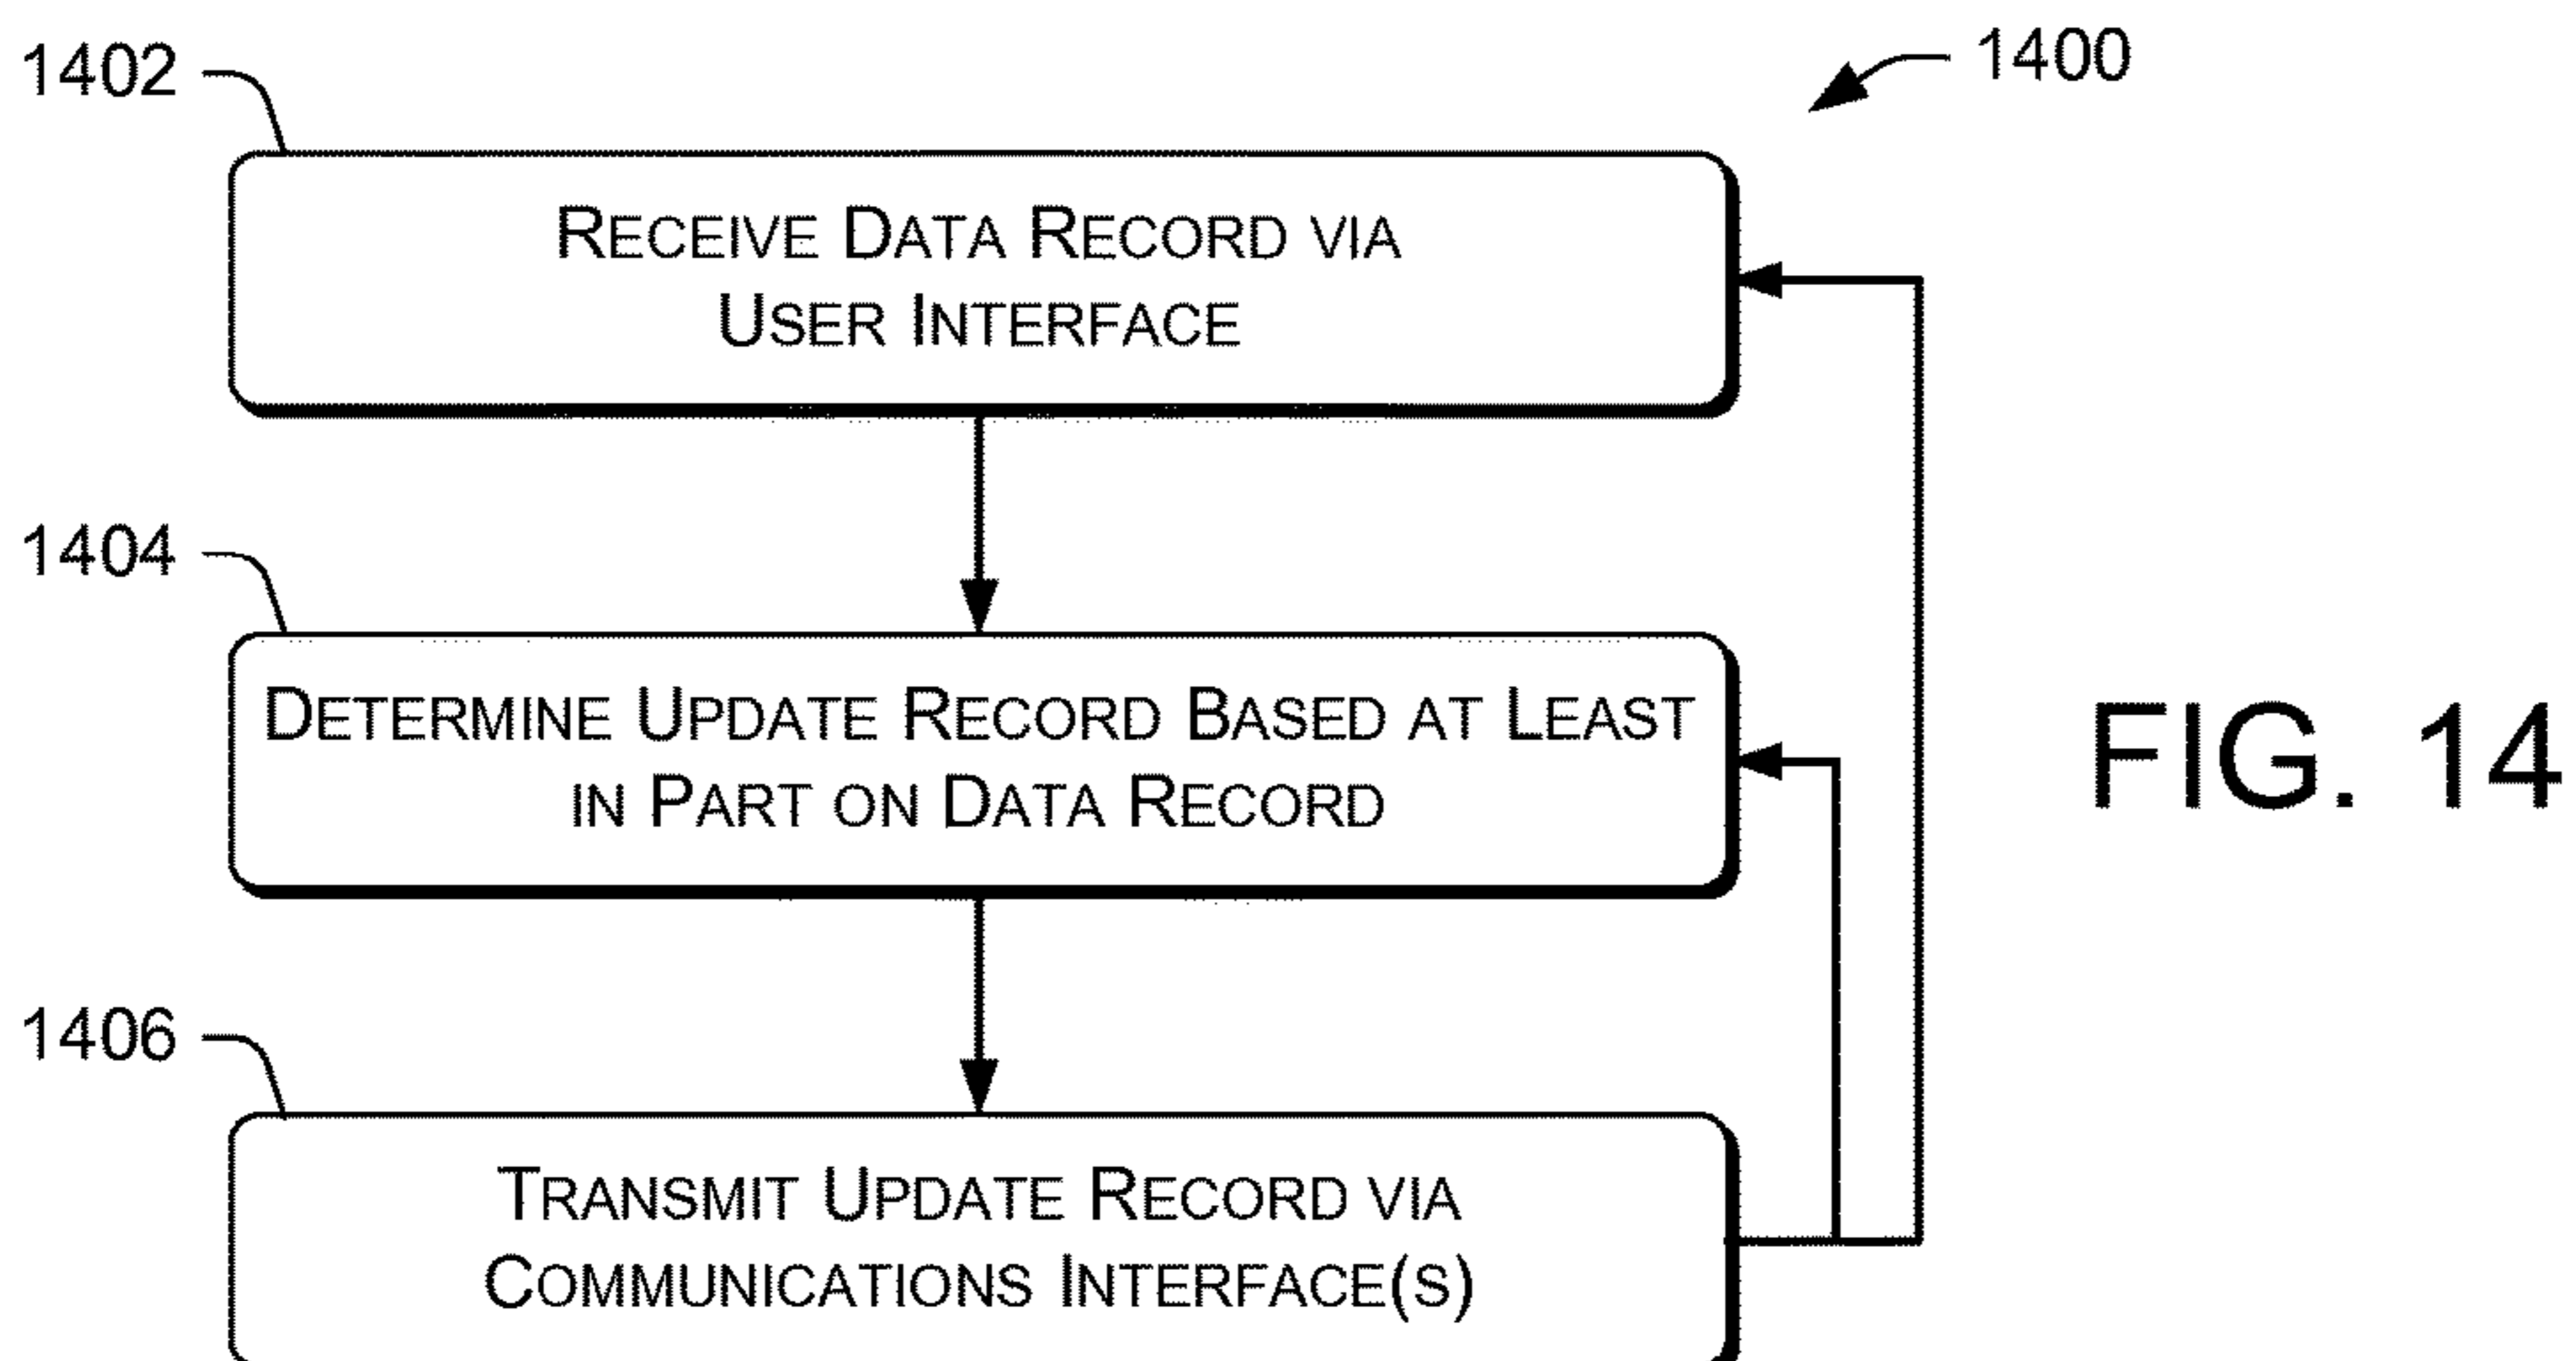 1402
1400
RECEIVE DATA RECORD VIA
USER INTERFACE
1404
DETERMINE UPDATE RECORD BASED AT LEAST
IN PART ON DATA RECORD
FIG. 14
1406
TRANSMIT UPDATE RECORD VIA
COMMUNICATIONS INTERFACE(S)